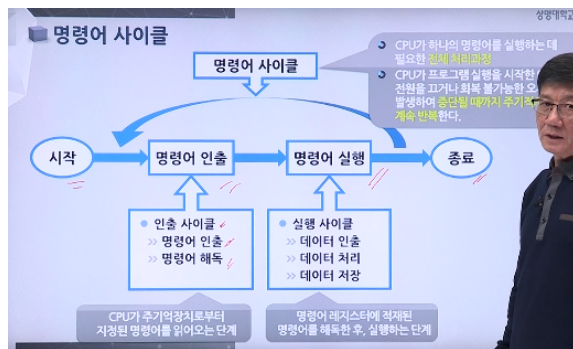 상명대학교
명령어 사이클
명령어 사이클
CPU가 하나의 명령어를 실행하는 데
필요한 전체 처리과정
CPU가 프로그램 실행을 시작한
전원을 끄거나 회복 불가능한
발생하여 중단될 때까지
계속 반복한다.
시작
명령어 인출
명령어 실행
종료
인출 사이클
>> 명령어 인출
>> 명령어 해독
실행 사이클
>> 데이터 인출
>> 데이터 처리
>> 데이터 저장
CPU가 주기억장치로부터
지정된 명령어를 읽어오는 단계
명령어 레지스터에 적재된
명령어를 해독한 후, 실행하는 단계